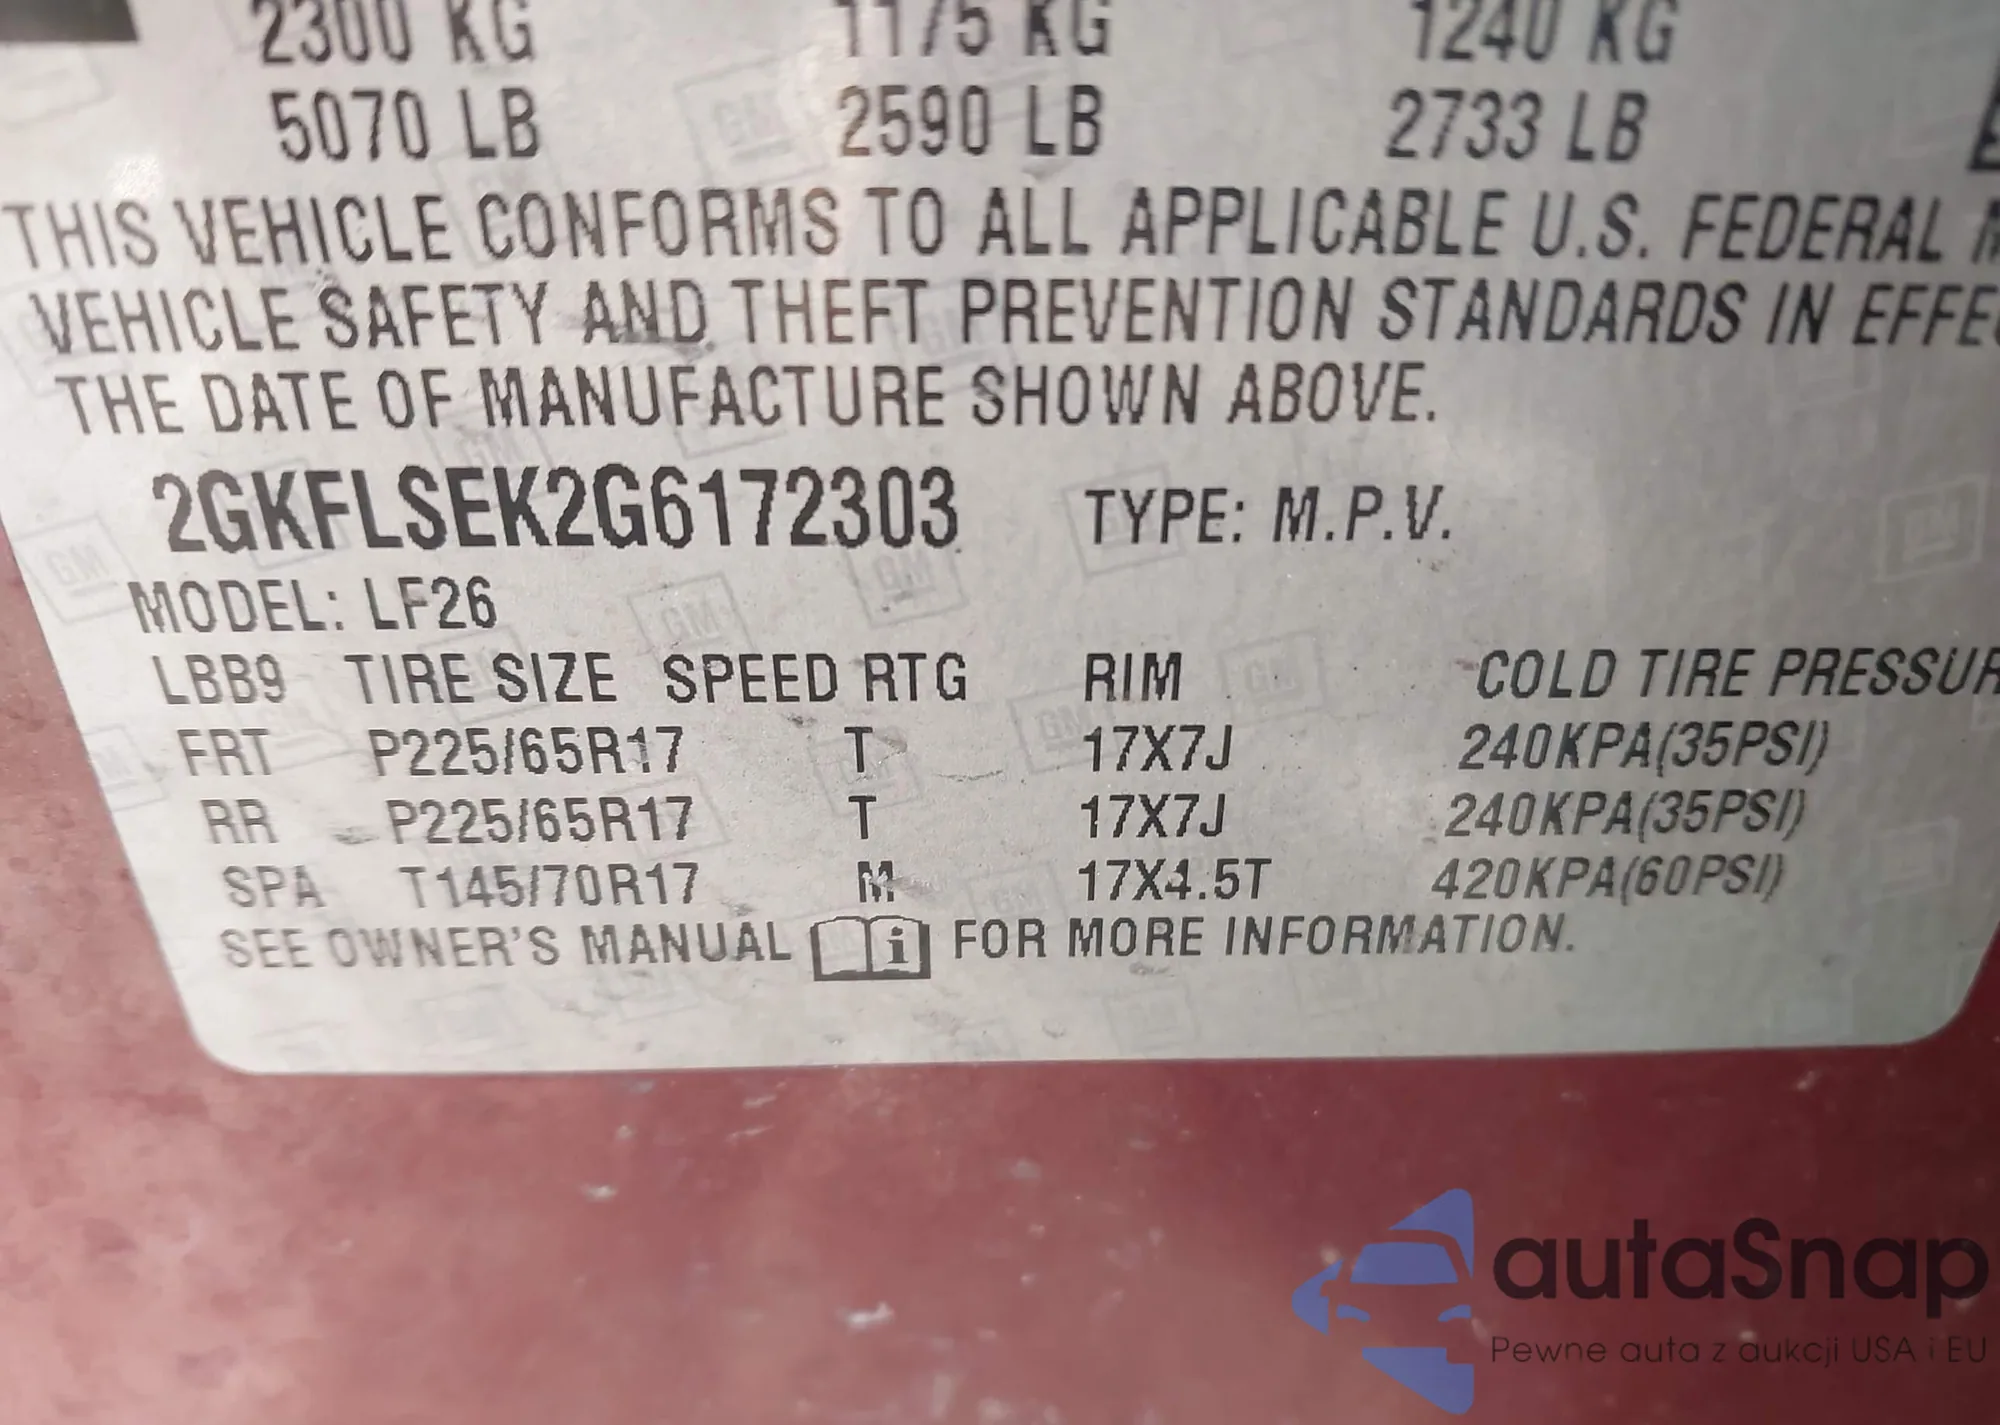 2300 KG 1175 KG 1240 KG
5070 LB 2590 LB 2733 LB
THIS VEHICLE CONFORMS TO ALL APPLICABLE U.S. FEDERAL M
VEHICLE SAFETY AND THEFT PREVENTION STANDARDS IN EFFE
THE DATE OF MANUFACTURE SHOWN ABOVE.
2GKFLSEK2G6172303 TYPE: M.P.V.
MODEL: LF26
LBB9 TIRE SIZE SPEED RTG RIM COLD TIRE PRESSUR
FRT P225/65R17 T 17X7J 240KPA(35PSI)
RR P225/65R17 T 17X7J 240KPA(35PSI)
SPA T145/70R17 M 17X4.5T 420KPA(60PSI)
SEE OWNER'S MANUAL i FOR MORE INFORMATION.
autaSnap
Pewne auta z aukcji USA i EU